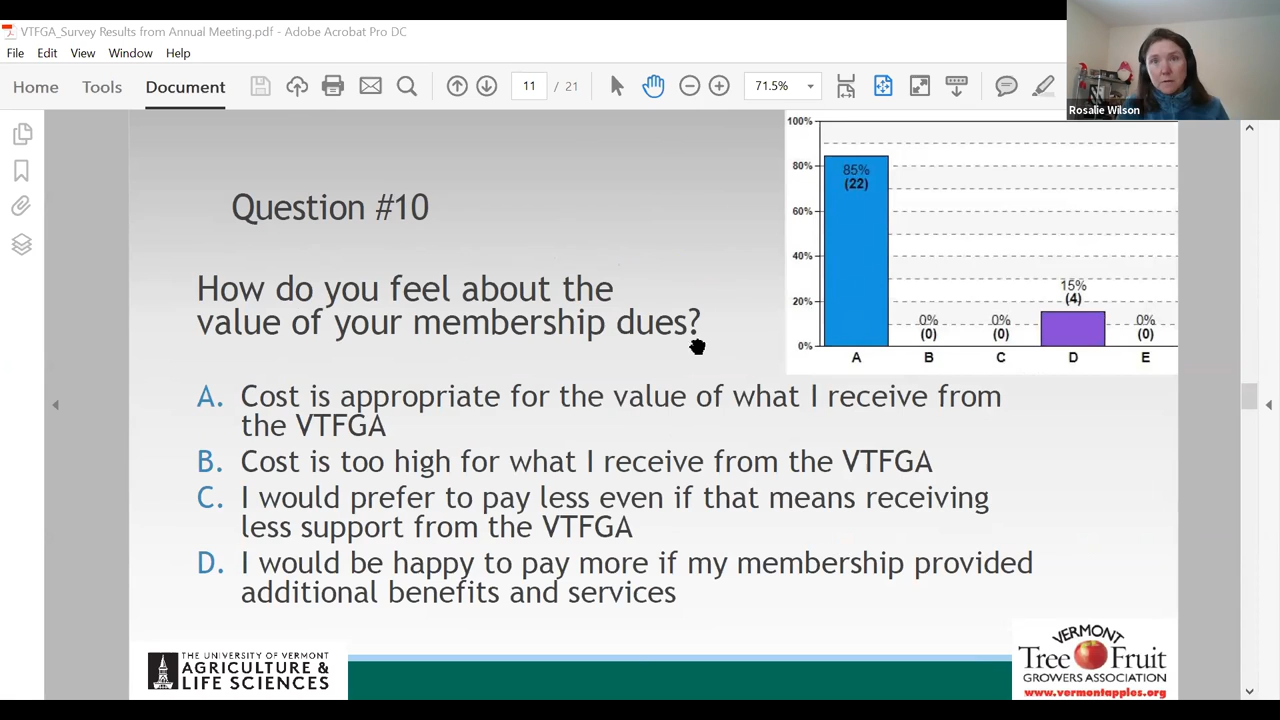 VTFGA_Survey Results from Annual Meeting.pdf - Adobe Acrobat Pro DC
File Edit View Window Help
Home Tools Document 11 / 21 71.5%
Rosalie Wilson
Question #10
How do you feel about the
value of your membership dues?
100%
80%
60%
40%
20%
0%
85%
(22)
0%
(0)
0%
(0)
15%
(4)
0%
(0)
A B C D E
A. Cost is appropriate for the value of what I receive from
the VTFGA
B. Cost is too high for what I receive from the VTFGA
C. I would prefer to pay less even if that means receiving
less support from the VTFGA
D. I would be happy to pay more if my membership provided
additional benefits and services
THE UNIVERSITY OF VERMONT
AGRICULTURE &
LIFE SCIENCES
VERMONT
Tree Fruit
GROWERS ASSOCIATION
www.vermontapples.org